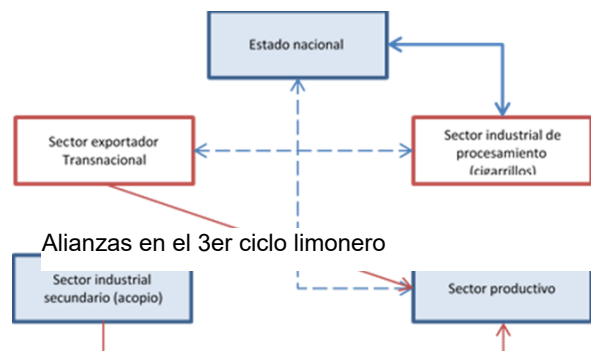 Estado nacional
Sector exportador
Transnacional
Sector industrial de
procesamiento
(cigarrillos)
Alianzas en el 3er ciclo limonero
Sector industrial
secundario (acopio)
Sector productivo